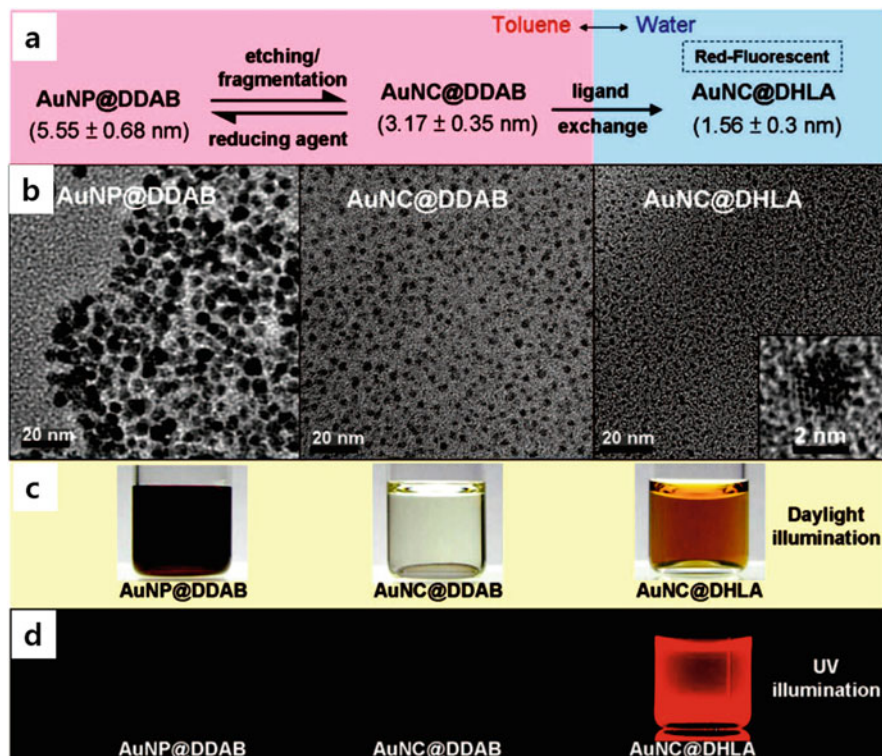 a
Toluene ⟷ Water
etching/
fragmentation
AuNP@DDAB
(5.55 ± 0.68 nm)
reducing agent
AuNC@DDAB
(3.17 ± 0.35 nm)
ligand
exchange
Red-Fluorescent
AuNC@DHLA
(1.56 ± 0.3 nm)
b
AuNP@DDAB
AuNC@DDAB
AuNC@DHLA
20 nm
20 nm
20 nm
2 nm
c
Daylight
illumination
AuNP@DDAB
AuNC@DDAB
AuNC@DHLA
d
UV
illumination
AuNP@DDAB
AuNC@DDAB
AuNC@DHLA